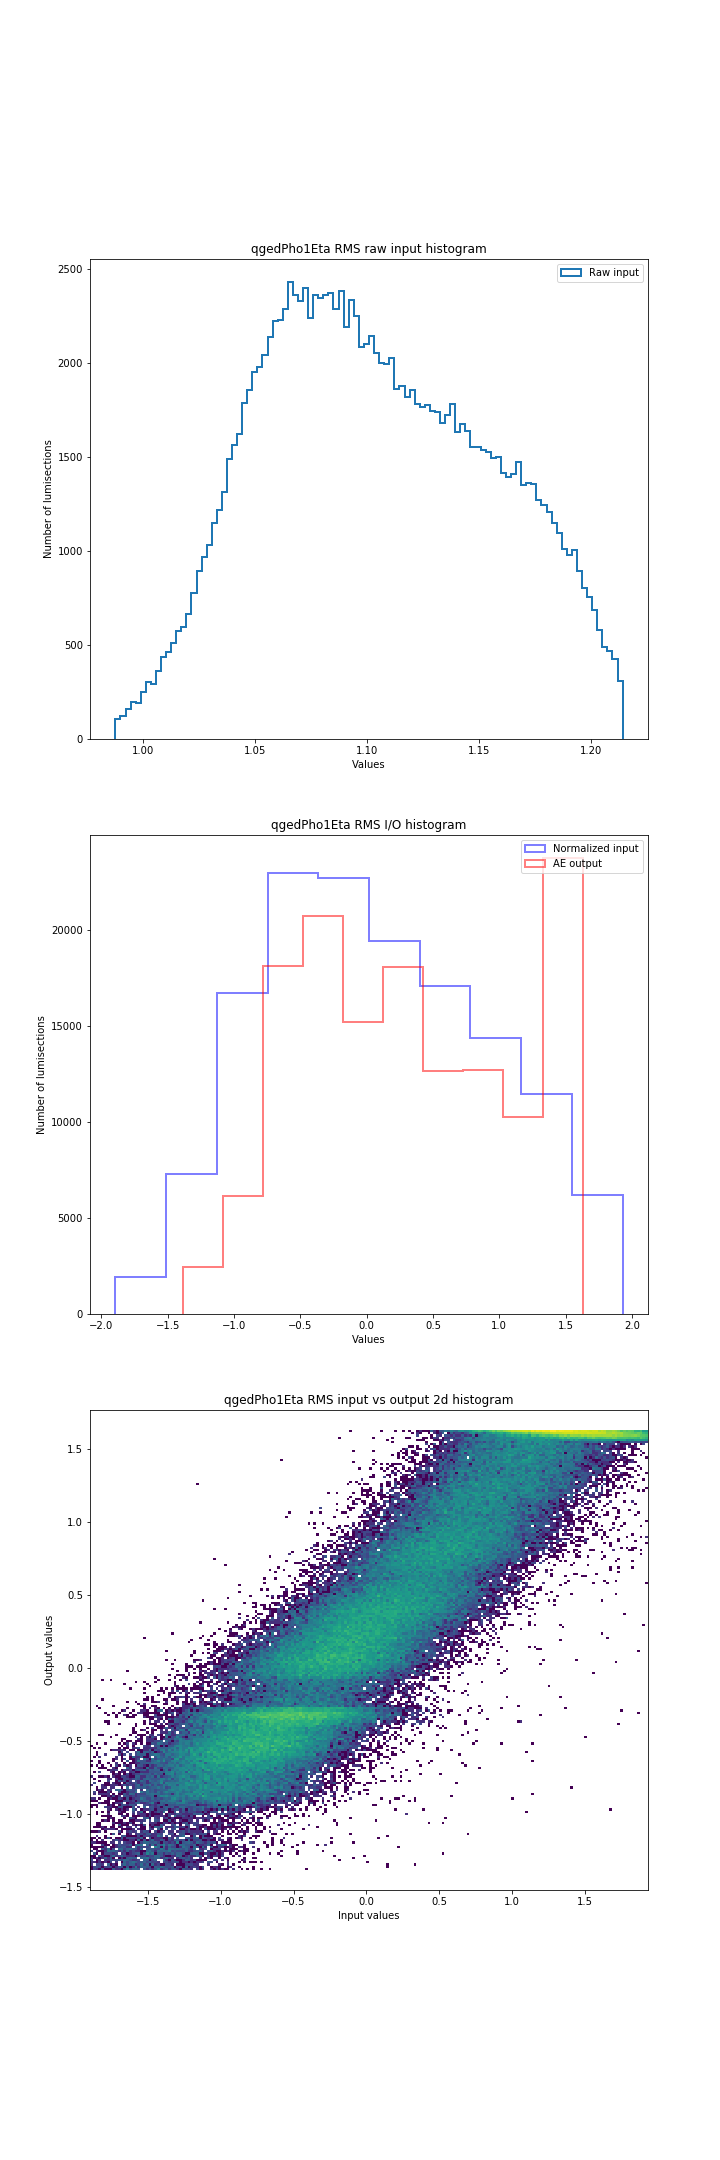 qgedPho1Eta RMS raw input histogram
Raw input
2500
2000
1500
1000
500
0
Number of lumisections
1.00 1.05 1.10 1.15 1.20
Values
qgedPho1Eta RMS I/O histogram
Normalized input
AE output
20000
15000
10000
5000
0
Number of lumisections
−2.0 −1.5 −1.0 −0.5 0.0 0.5 1.0 1.5 2.0
Values
qgedPho1Eta RMS input vs output 2d histogram
1.5
1.0
0.5
0.0
−0.5
−1.0
−1.5
Output values
−1.5 −1.0 −0.5 0.0 0.5 1.0 1.5
Input values